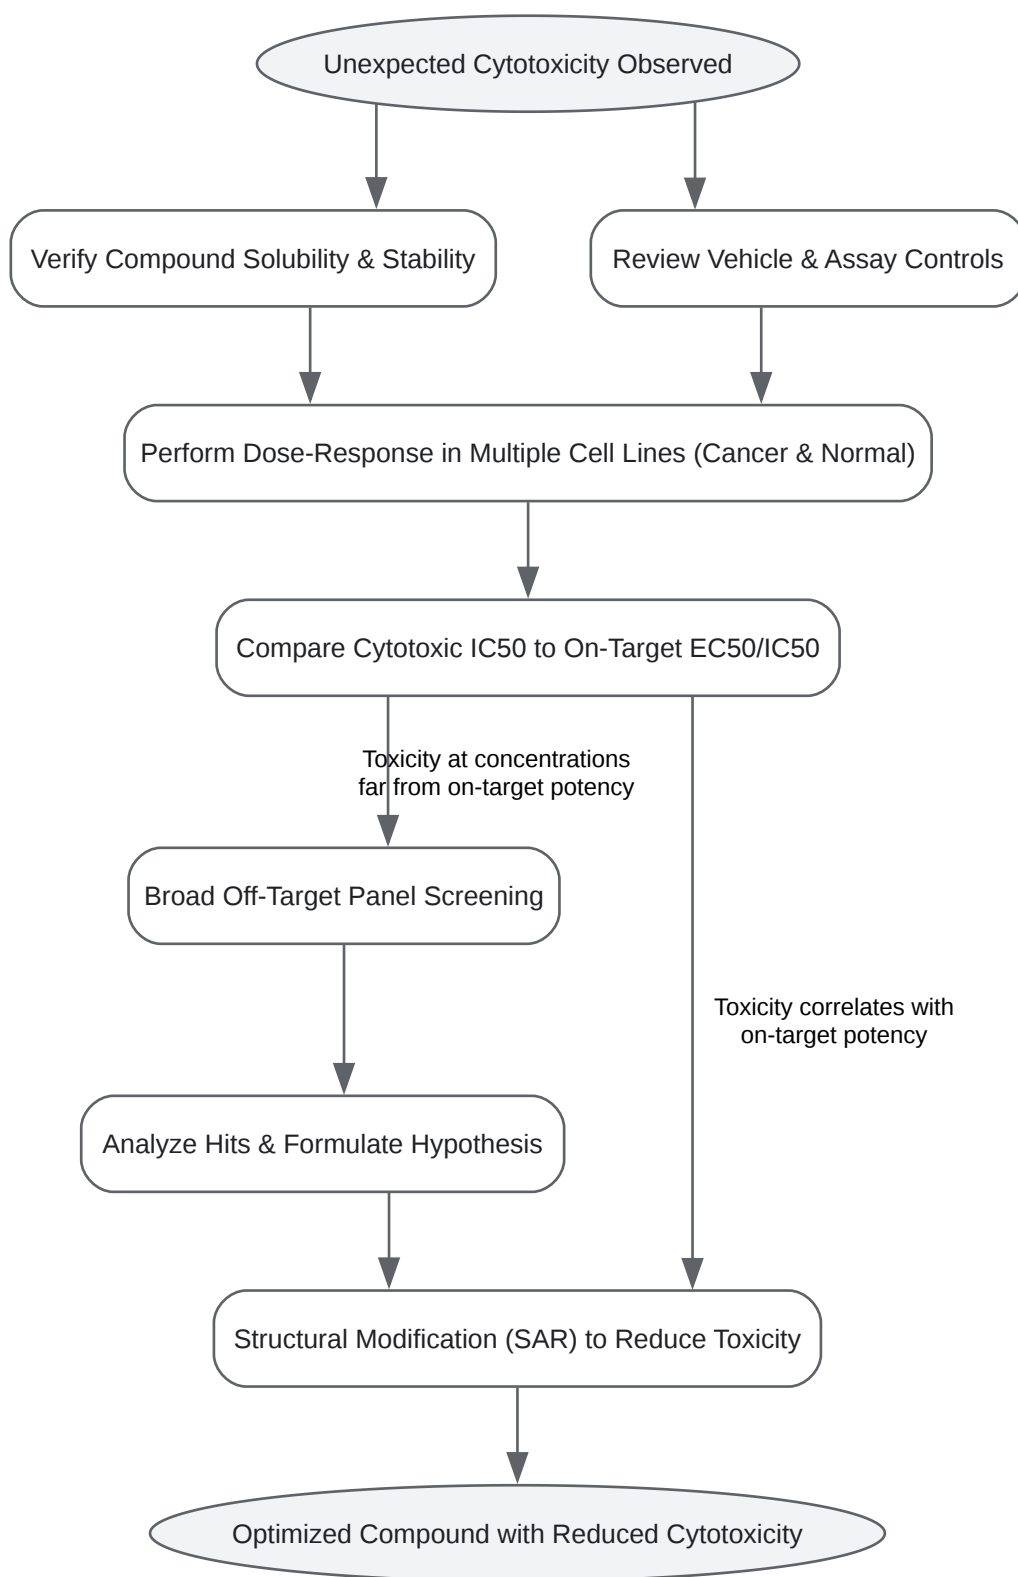 Unexpected Cytotoxicity Observed
Verify Compound Solubility & Stability
Review Vehicle & Assay Controls
Perform Dose-Response in Multiple Cell Lines (Cancer & Normal)
Compare Cytotoxic IC50 to On-Target EC50/IC50
Toxicity at concentrations
far from on-target potency
Broad Off-Target Panel Screening
Toxicity correlates with
on-target potency
Analyze Hits & Formulate Hypothesis
Structural Modification (SAR) to Reduce Toxicity
Optimized Compound with Reduced Cytotoxicity